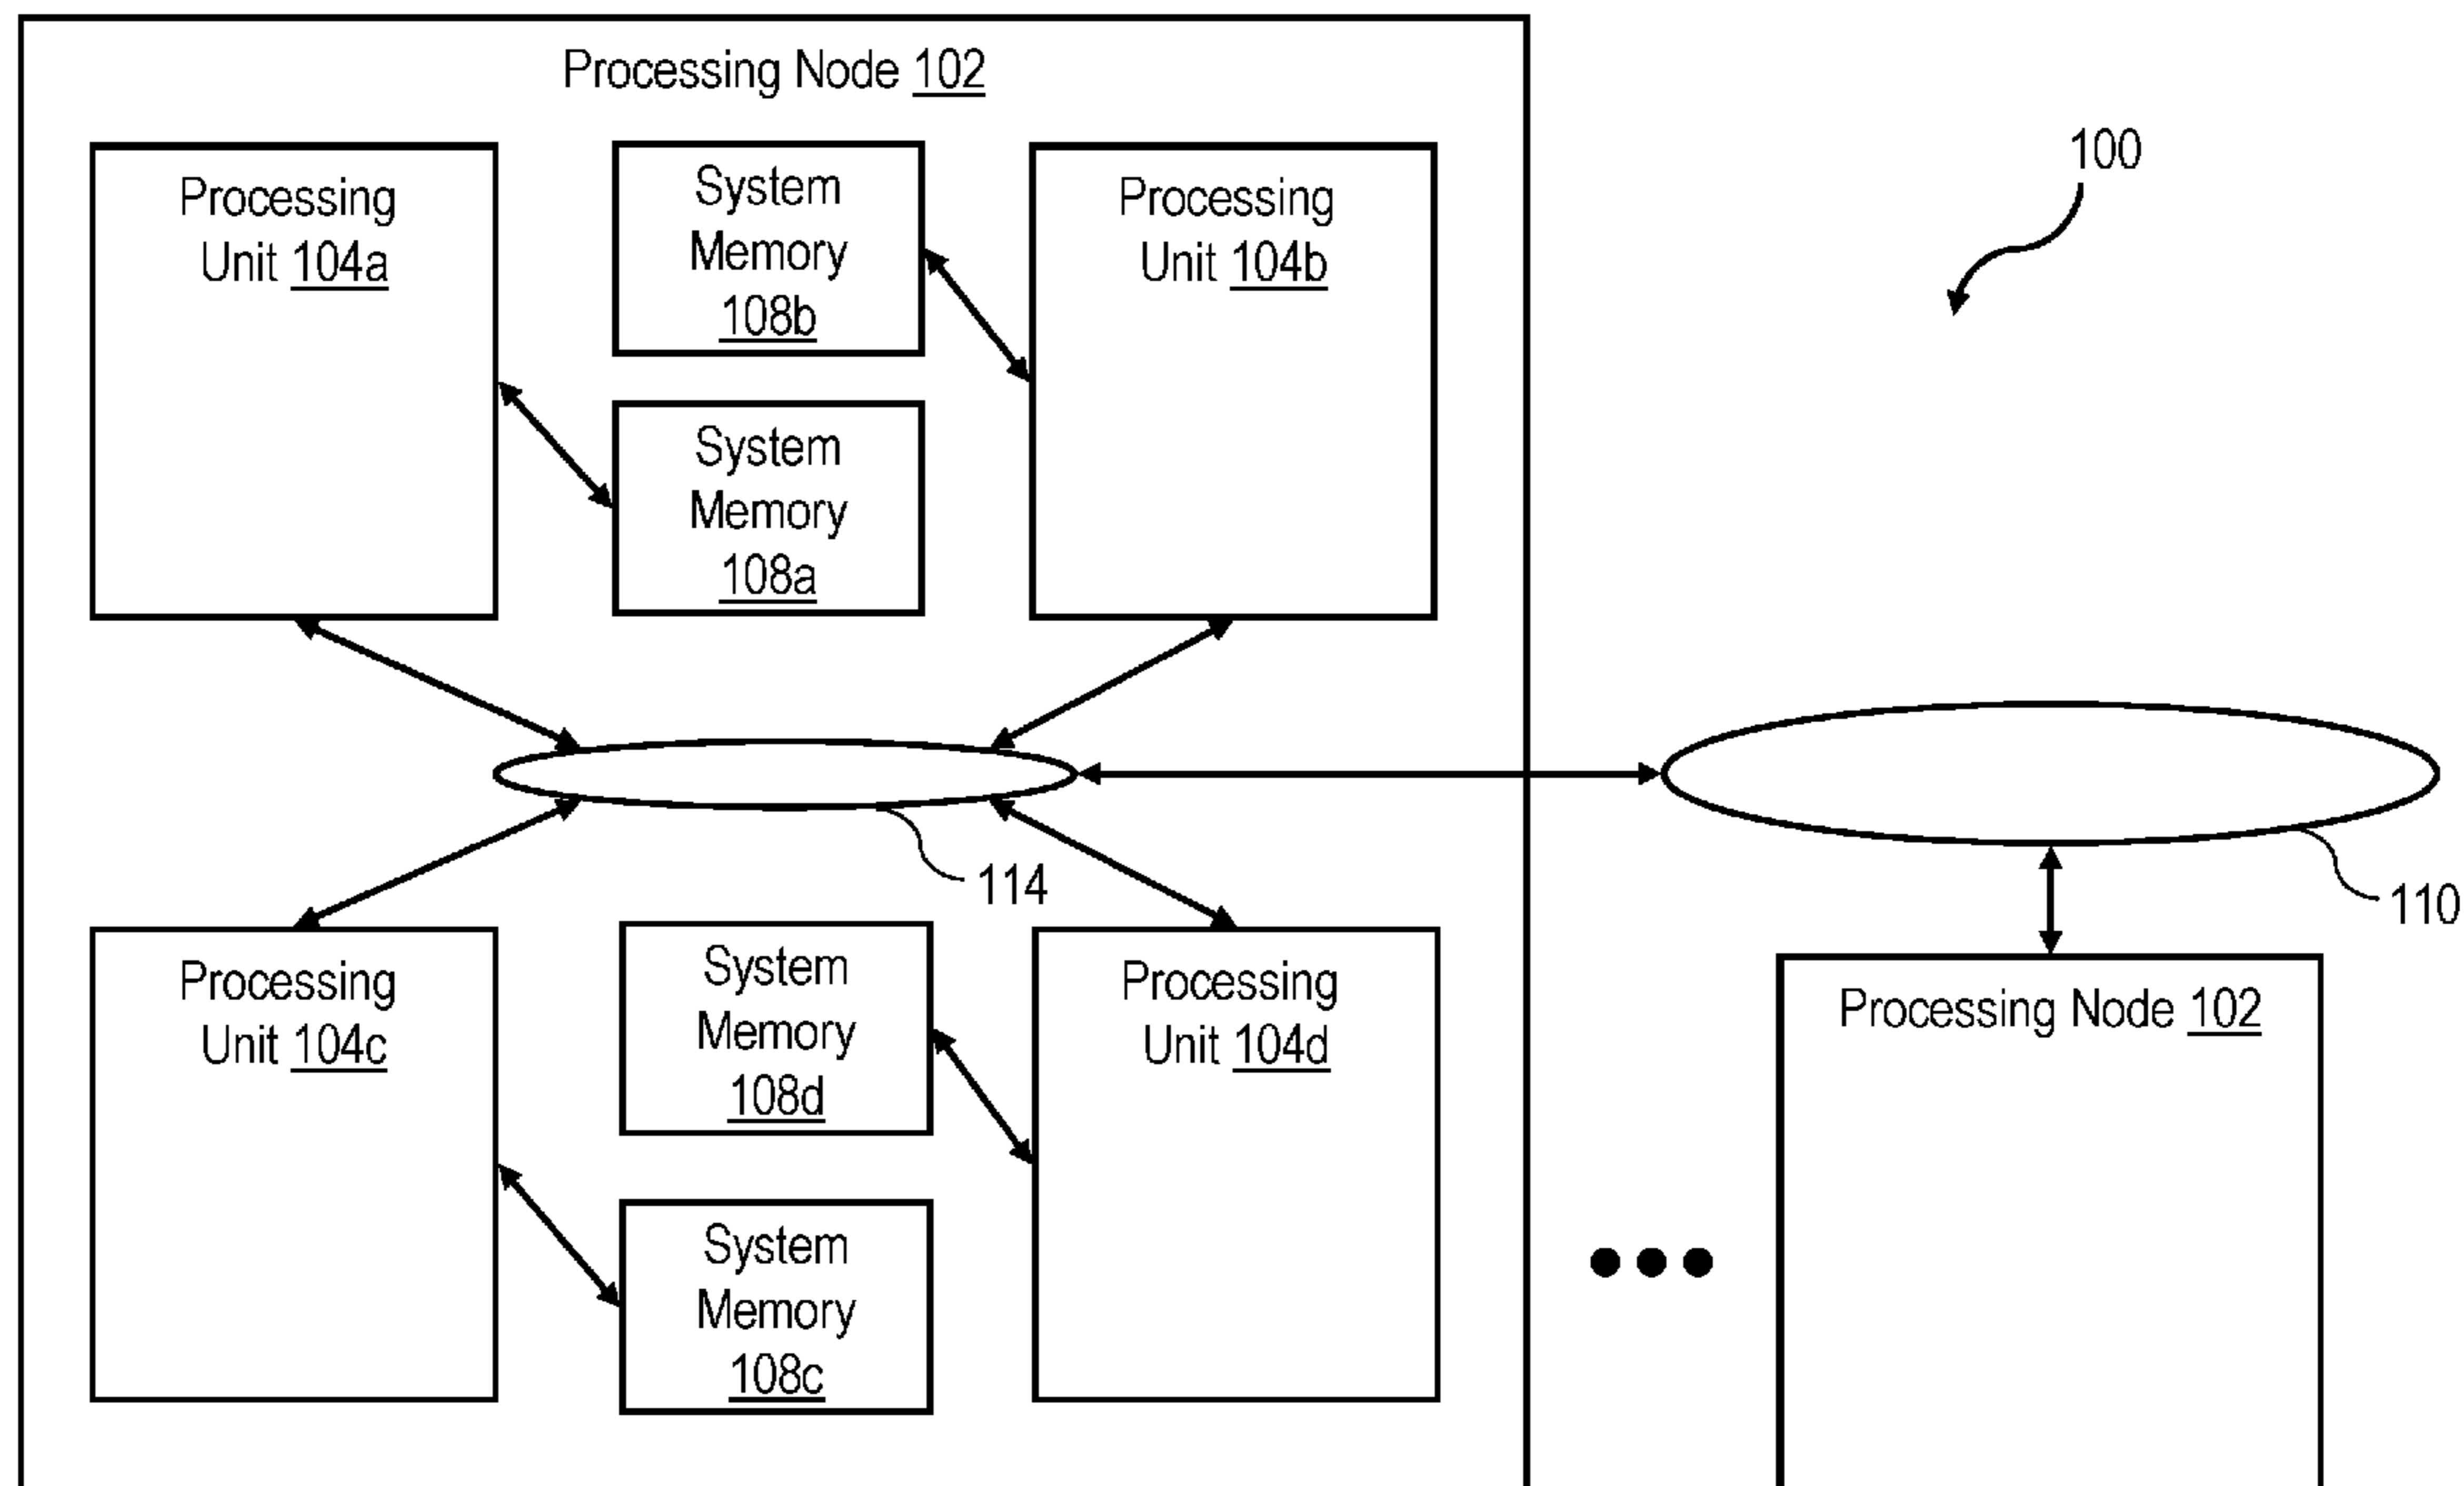 Processing Node 102
Processing
Unit 104a
System
Memory
108b
Processing
Unit 104b
100
System
Memory
108a
114
110
Processing
Unit 104c
System
Memory
108d
Processing
Unit 104d
Processing Node 102
System
Memory
108c